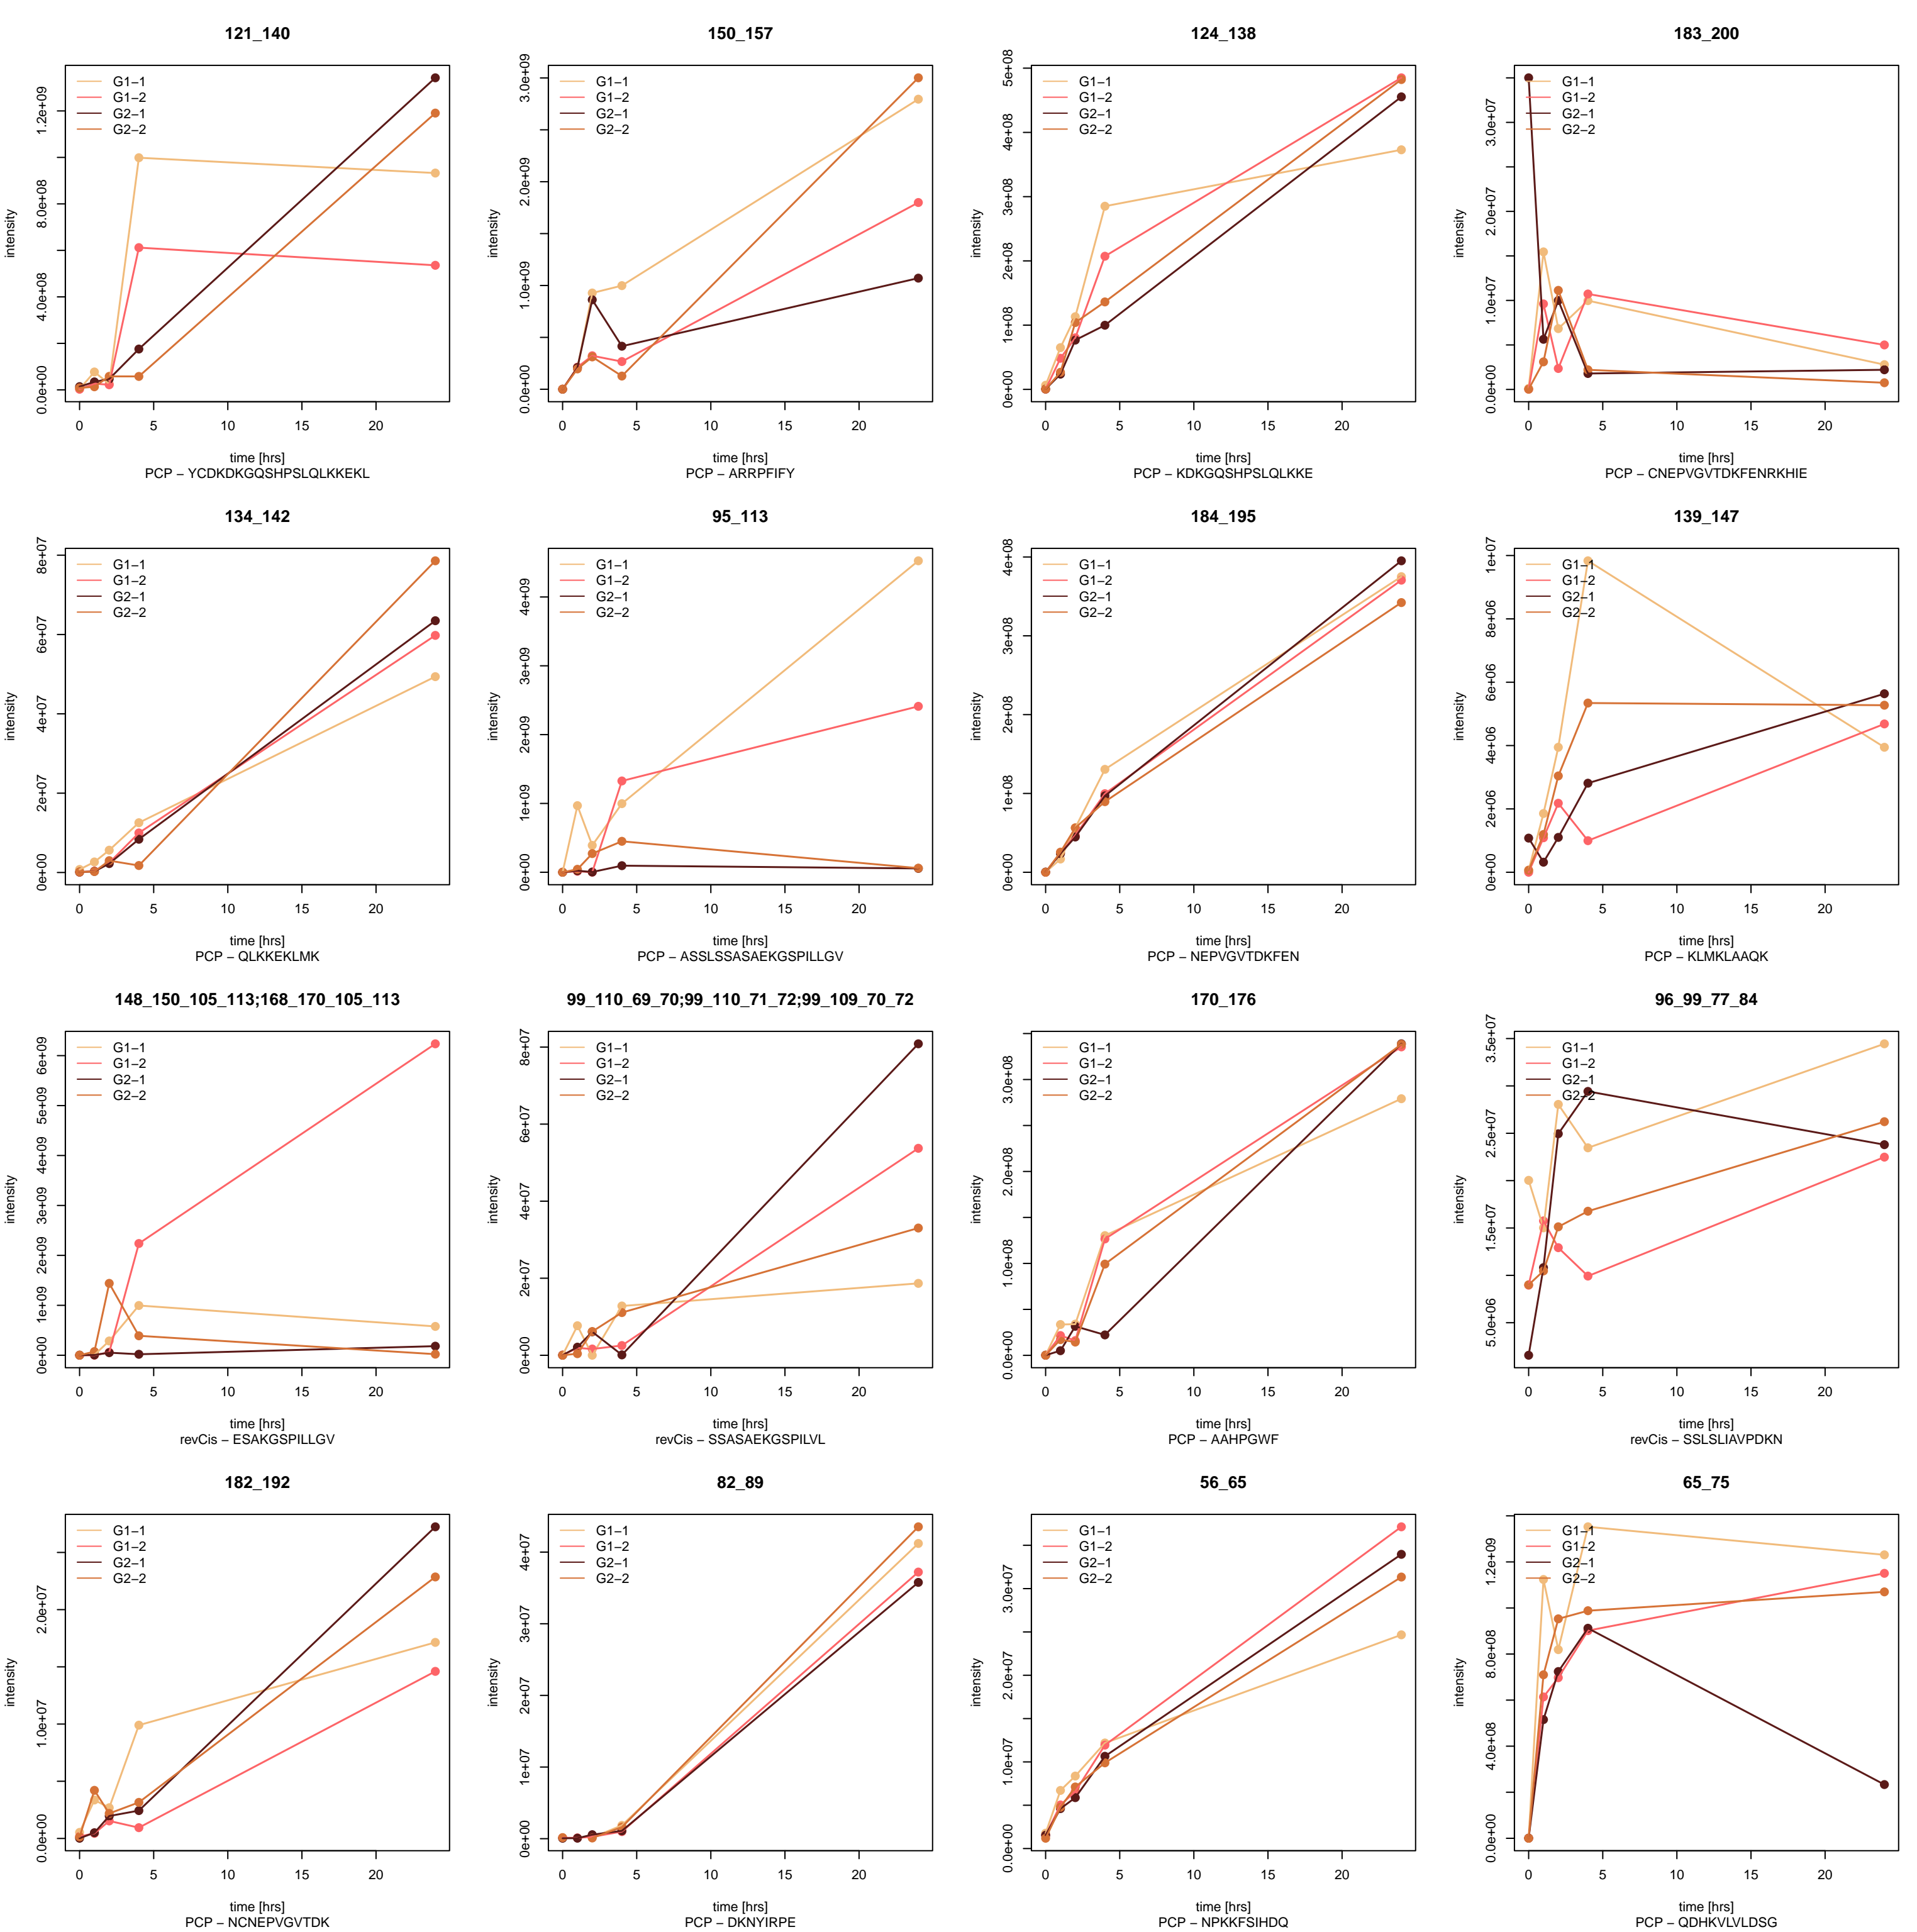 121_140
intensity
0.0e+00 4.0e+08 8.0e+08 1.2e+09
G1−1
G1−2
G2−1
G2−2
0 5 10 15 20
time [hrs]
PCP − YCDKDKGQSHPSLQLKKEKL
150_157
intensity
0.0e+00 1.0e+09 2.0e+09 3.0e+09
G1−1
G1−2
G2−1
G2−2
0 5 10 15 20
time [hrs]
PCP − ARRPFIFY
124_138
intensity
0e+00 1e+08 2e+08 3e+08 4e+08 5e+08
G1−1
G1−2
G2−1
G2−2
0 5 10 15 20
time [hrs]
PCP − KDKGQSHPSLQLKKE
183_200
intensity
0.0e+00 1.0e+07 2.0e+07 3.0e+07
G1−1
G1−2
G2−1
G2−2
0 5 10 15 20
time [hrs]
PCP − CNEPVGVTDKFENRKHIE
134_142
intensity
0e+00 2e+07 4e+07 6e+07 8e+07
G1−1
G1−2
G2−1
G2−2
0 5 10 15 20
time [hrs]
PCP − QLKKEKLMK
95_113
intensity
0e+00 1e+09 2e+09 3e+09 4e+09
G1−1
G1−2
G2−1
G2−2
0 5 10 15 20
time [hrs]
PCP − ASSLSSASAEKGSPILLGV
184_195
intensity
0e+00 1e+08 2e+08 3e+08 4e+08
G1−1
G1−2
G2−1
G2−2
0 5 10 15 20
time [hrs]
PCP − NEPVGVTDKFEN
139_147
intensity
0e+00 2e+06 4e+06 6e+06 8e+06 1e+07
G1−1
G1−2
G2−1
G2−2
0 5 10 15 20
time [hrs]
PCP − KLMKLAAQK
148_150_105_113;168_170_105_113
intensity
0e+00 1e+09 2e+09 3e+09 4e+09 5e+09 6e+09
G1−1
G1−2
G2−1
G2−2
0 5 10 15 20
time [hrs]
revCis − ESAKGSPILLGV
99_110_69_70;99_110_71_72;99_109_70_72
intensity
0e+00 2e+07 4e+07 6e+07 8e+07
G1−1
G1−2
G2−1
G2−2
0 5 10 15 20
time [hrs]
revCis − SSASAEKGSPILVL
170_176
intensity
0.0e+00 1.0e+08 2.0e+08 3.0e+08
G1−1
G1−2
G2−1
G2−2
0 5 10 15 20
time [hrs]
PCP − AAHPGWF
96_99_77_84
intensity
5.0e+06 1.5e+07 2.5e+07 3.5e+07
G1−1
G1−2
G2−1
G2−2
0 5 10 15 20
time [hrs]
revCis − SSLSLIAVPDKN
182_192
intensity
0.0e+00 1.0e+07 2.0e+07
G1−1
G1−2
G2−1
G2−2
0 5 10 15 20
time [hrs]
PCP − NCNEPVGVTDK
82_89
intensity
0e+00 1e+07 2e+07 3e+07 4e+07
G1−1
G1−2
G2−1
G2−2
0 5 10 15 20
time [hrs]
PCP − DKNYIRPE
56_65
intensity
0.0e+00 1.0e+07 2.0e+07 3.0e+07
G1−1
G1−2
G2−1
G2−2
0 5 10 15 20
time [hrs]
PCP − NPKKFSIHDQ
65_75
intensity
0.0e+00 4.0e+08 8.0e+08 1.2e+09
G1−1
G1−2
G2−1
G2−2
0 5 10 15 20
time [hrs]
PCP − QDHKVLVLDSG